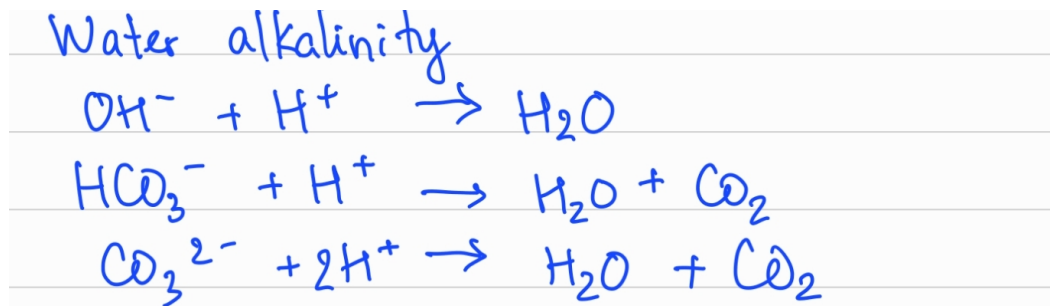 Water alkalinity
OH⁻ + H⁺ → H₂O
HCO₃⁻ + H⁺ → H₂O + CO₂
CO₃²⁻ + 2H⁺ → H₂O + CO₂